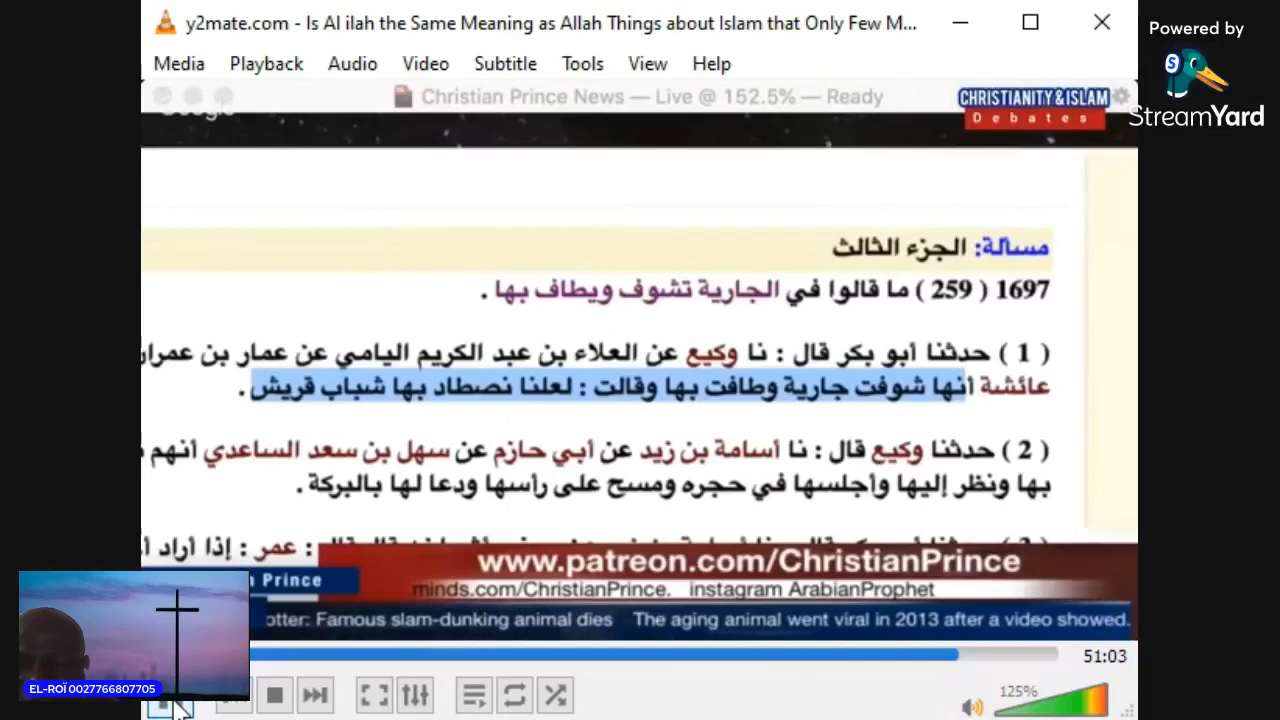 y2mate.com - Is Al ilah the Same Meaning as Allah Things about Islam that Only Few M...
Powered by
StreamYard
Media Playback Audio Video Subtitle Tools View Help
Christian Prince News — Live @ 152.5% — Ready
CHRISTIANITY & ISLAM
Debates
Google
مسألة: الجزء الثالث
1697 ( 259 ) ما قالوا في الجارية تشوف ويطاف بها .
( 1 ) حدثنا أبو بكر قال : نا وكيع عن العلاء بن عبد الكريم اليامي عن عمار بن عمران
عائشة أنها شوفت جارية وطافت بها وقالت : لعلنا نصطاد بها شباب قريش .
( 2 ) حدثنا وكيع قال : نا أسامة بن زيد عن أبي حازم عن سهل بن سعد الساعدي أنهم
بها ونظر إليها وأجلسها في حجره ومسح على رأسها ودعا لها بالبركة .
عمر : إذا أراد
www.patreon.com/ChristianPrince
n Prince
minds.com/ChristianPrince. instagram ArabianProphet
otter: Famous slam-dunking animal dies The aging animal went viral in 2013 after a video showed.
51:03
EL-ROÏ 0027766807705
125%